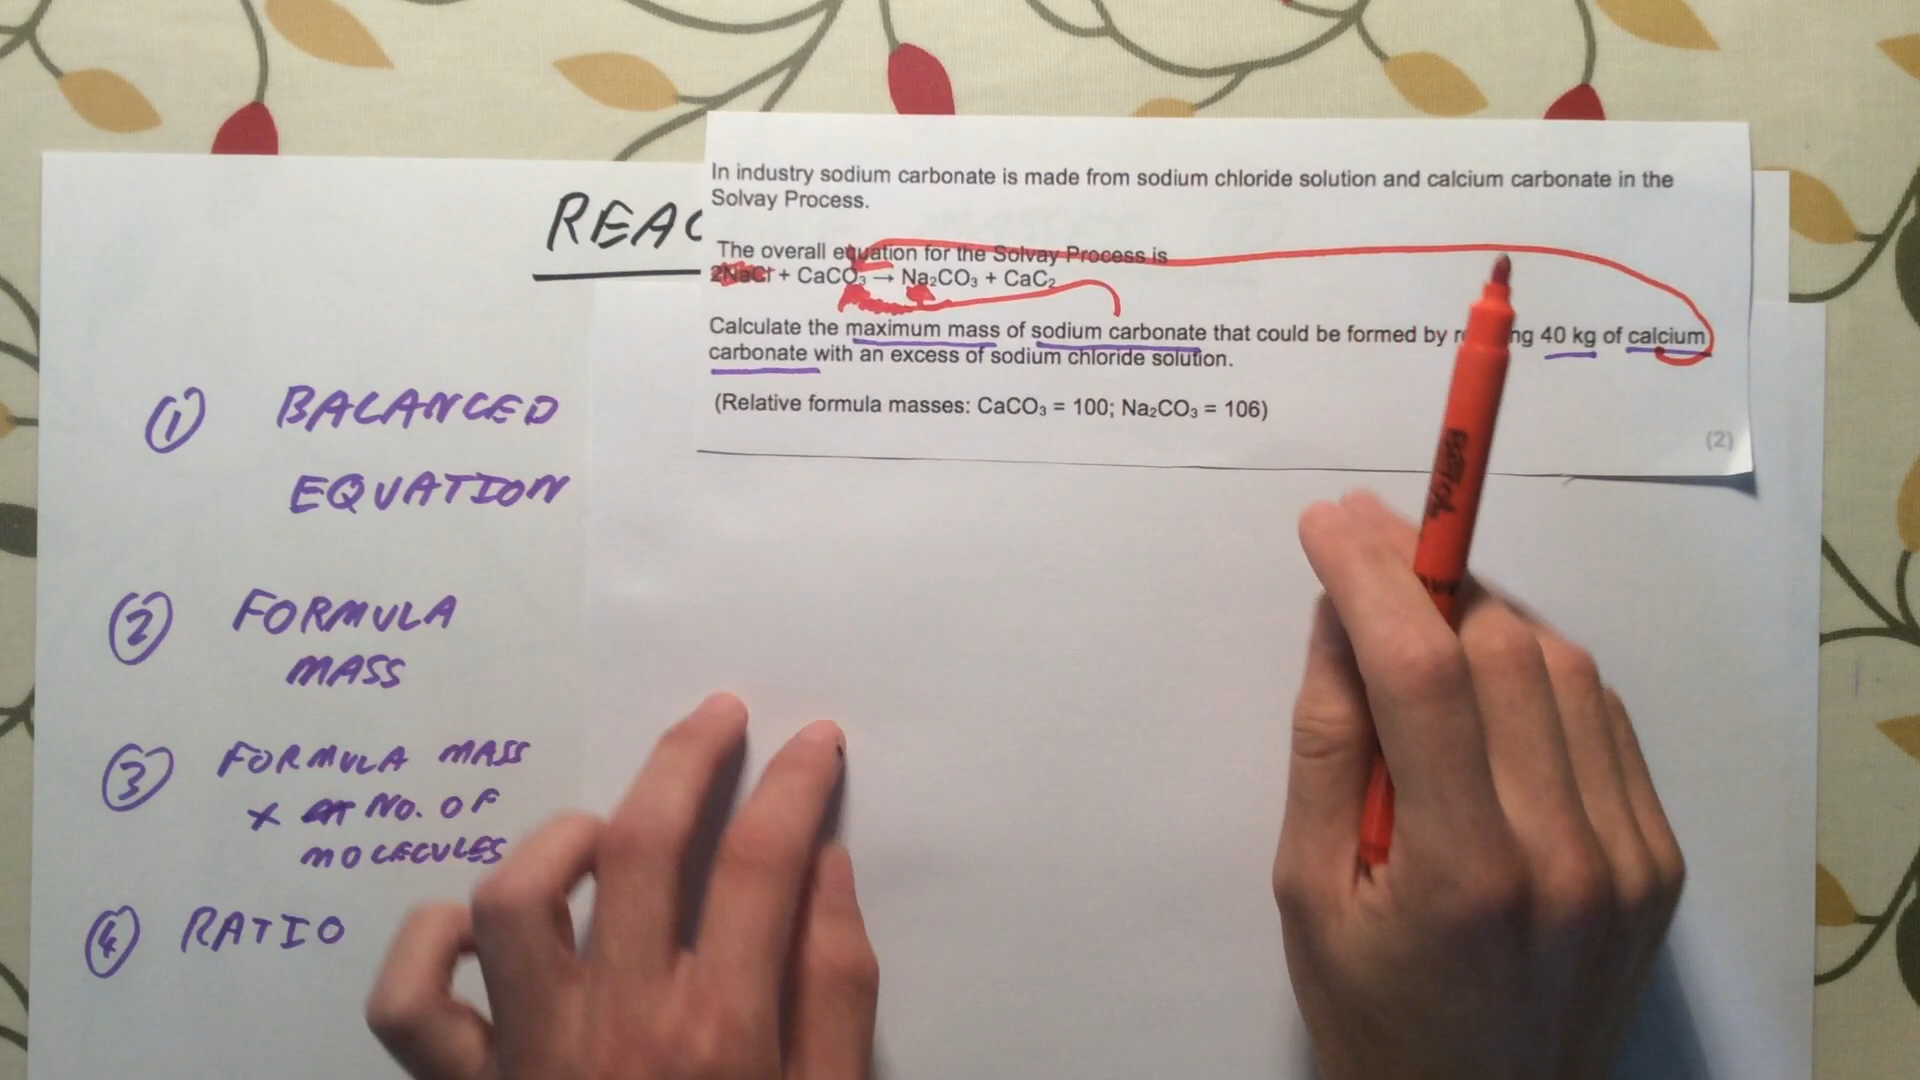 In industry sodium carbonate is made from sodium chloride solution and calcium carbonate in the
Solvay Process.
REAC
The overall equation for the Solvay Process is
2NaCl + CaCO₃ → Na₂CO₃ + CaC₂
Calculate the maximum mass of sodium carbonate that could be formed by ng 40 kg of calcium
carbonate with an excess of sodium chloride solution.
(Relative formula masses: CaCO₃ = 100; Na₂CO₃ = 106)
(2)
① BALANCED
EQUATION
② FORMULA
MASS
③ FORMULA MASS
x NO. OF
MOLECULES
④ RATIO